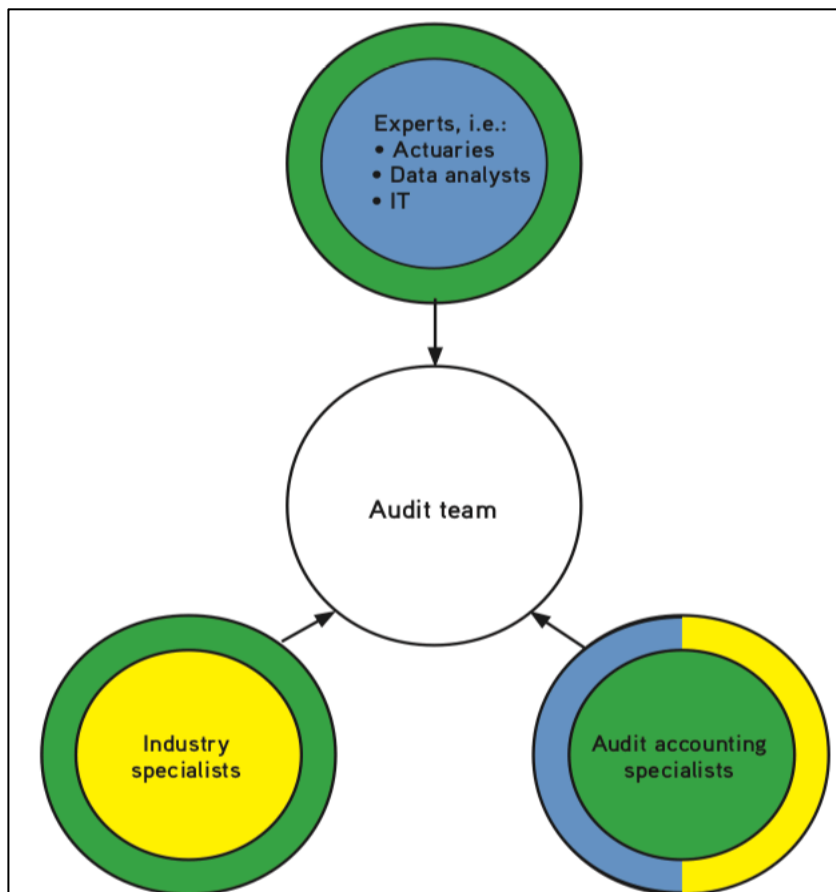 Experts, i.e.:
• Actuaries
• Data analysts
• IT
Audit team
Industry
specialists
Audit accounting
specialists